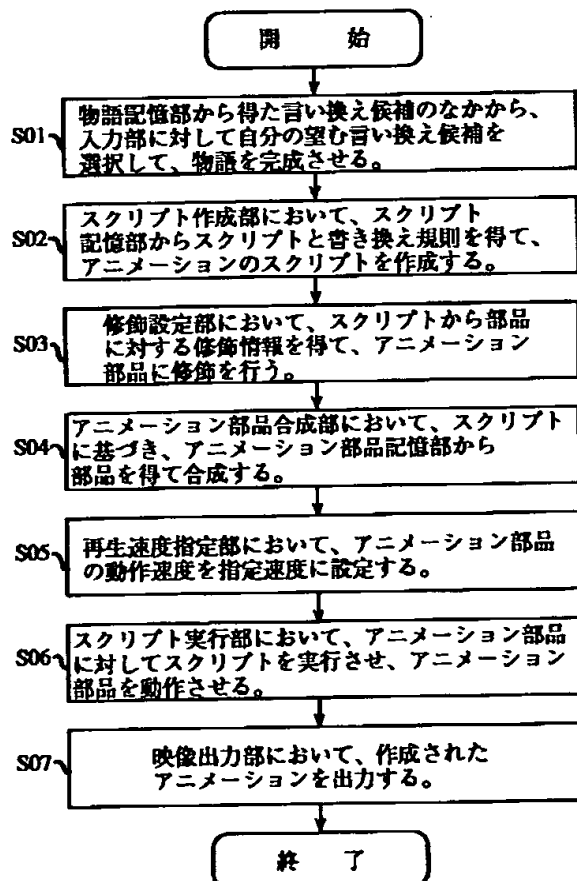 開 始
S01
物語記憶部から得た言い換え候補のなかから、
入力部に対して自分の望む言い換え候補を
選択して、物語を完成させる。
S02
スクリプト作成部において、スクリプト
記憶部からスクリプトと書き換え規則を得て、
アニメーションのスクリプトを作成する。
S03
修飾設定部において、スクリプトから部品
に対する修飾情報を得て、アニメーション
部品に修飾を行う。
S04
アニメーション部品合成部において、スクリプト
に基づき、アニメーション部品記憶部から
部品を得て合成する。
S05
再生速度指定部において、アニメーション部品
の動作速度を指定速度に設定する。
S06
スクリプト実行部において、アニメーション部品
に対してスクリプトを実行させ、アニメーション
部品を動作させる。
S07
映像出力部において、作成された
アニメーションを出力する。
終 了